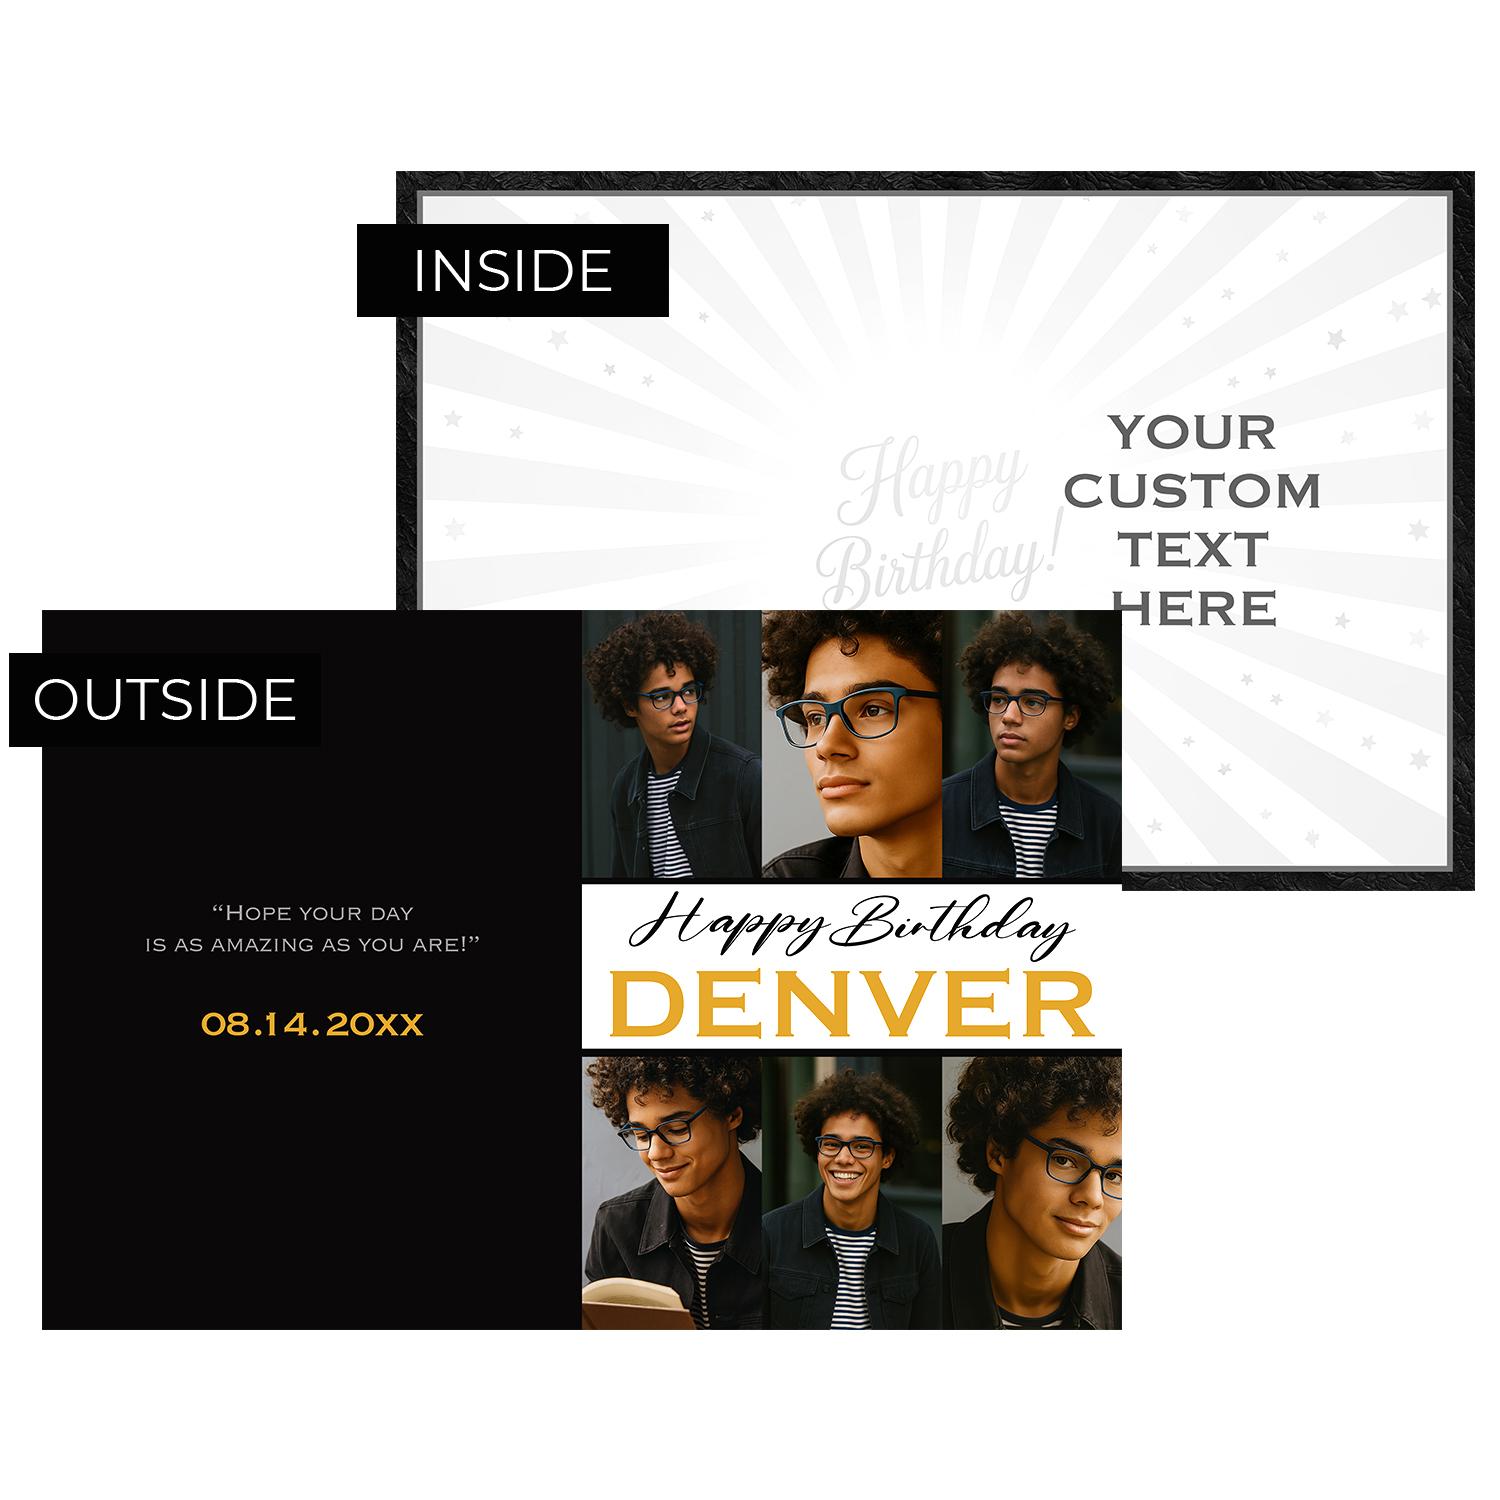 INSIDE
Happy
Birthday!
YOUR
CUSTOM
TEXT
HERE
OUTSIDE
“HOPE YOUR DAY
IS AS AMAZING AS YOU ARE!”
08.14.20XX
Happy Birthday
DENVER